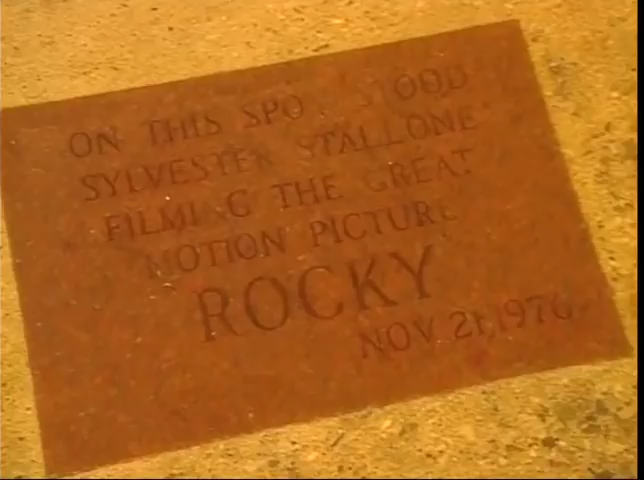 ON THIS SPOT STOOD
SYLVESTER STALLONE
FILMING THE GREAT
MOTION PICTURE
ROCKY
NOV 21, 1976